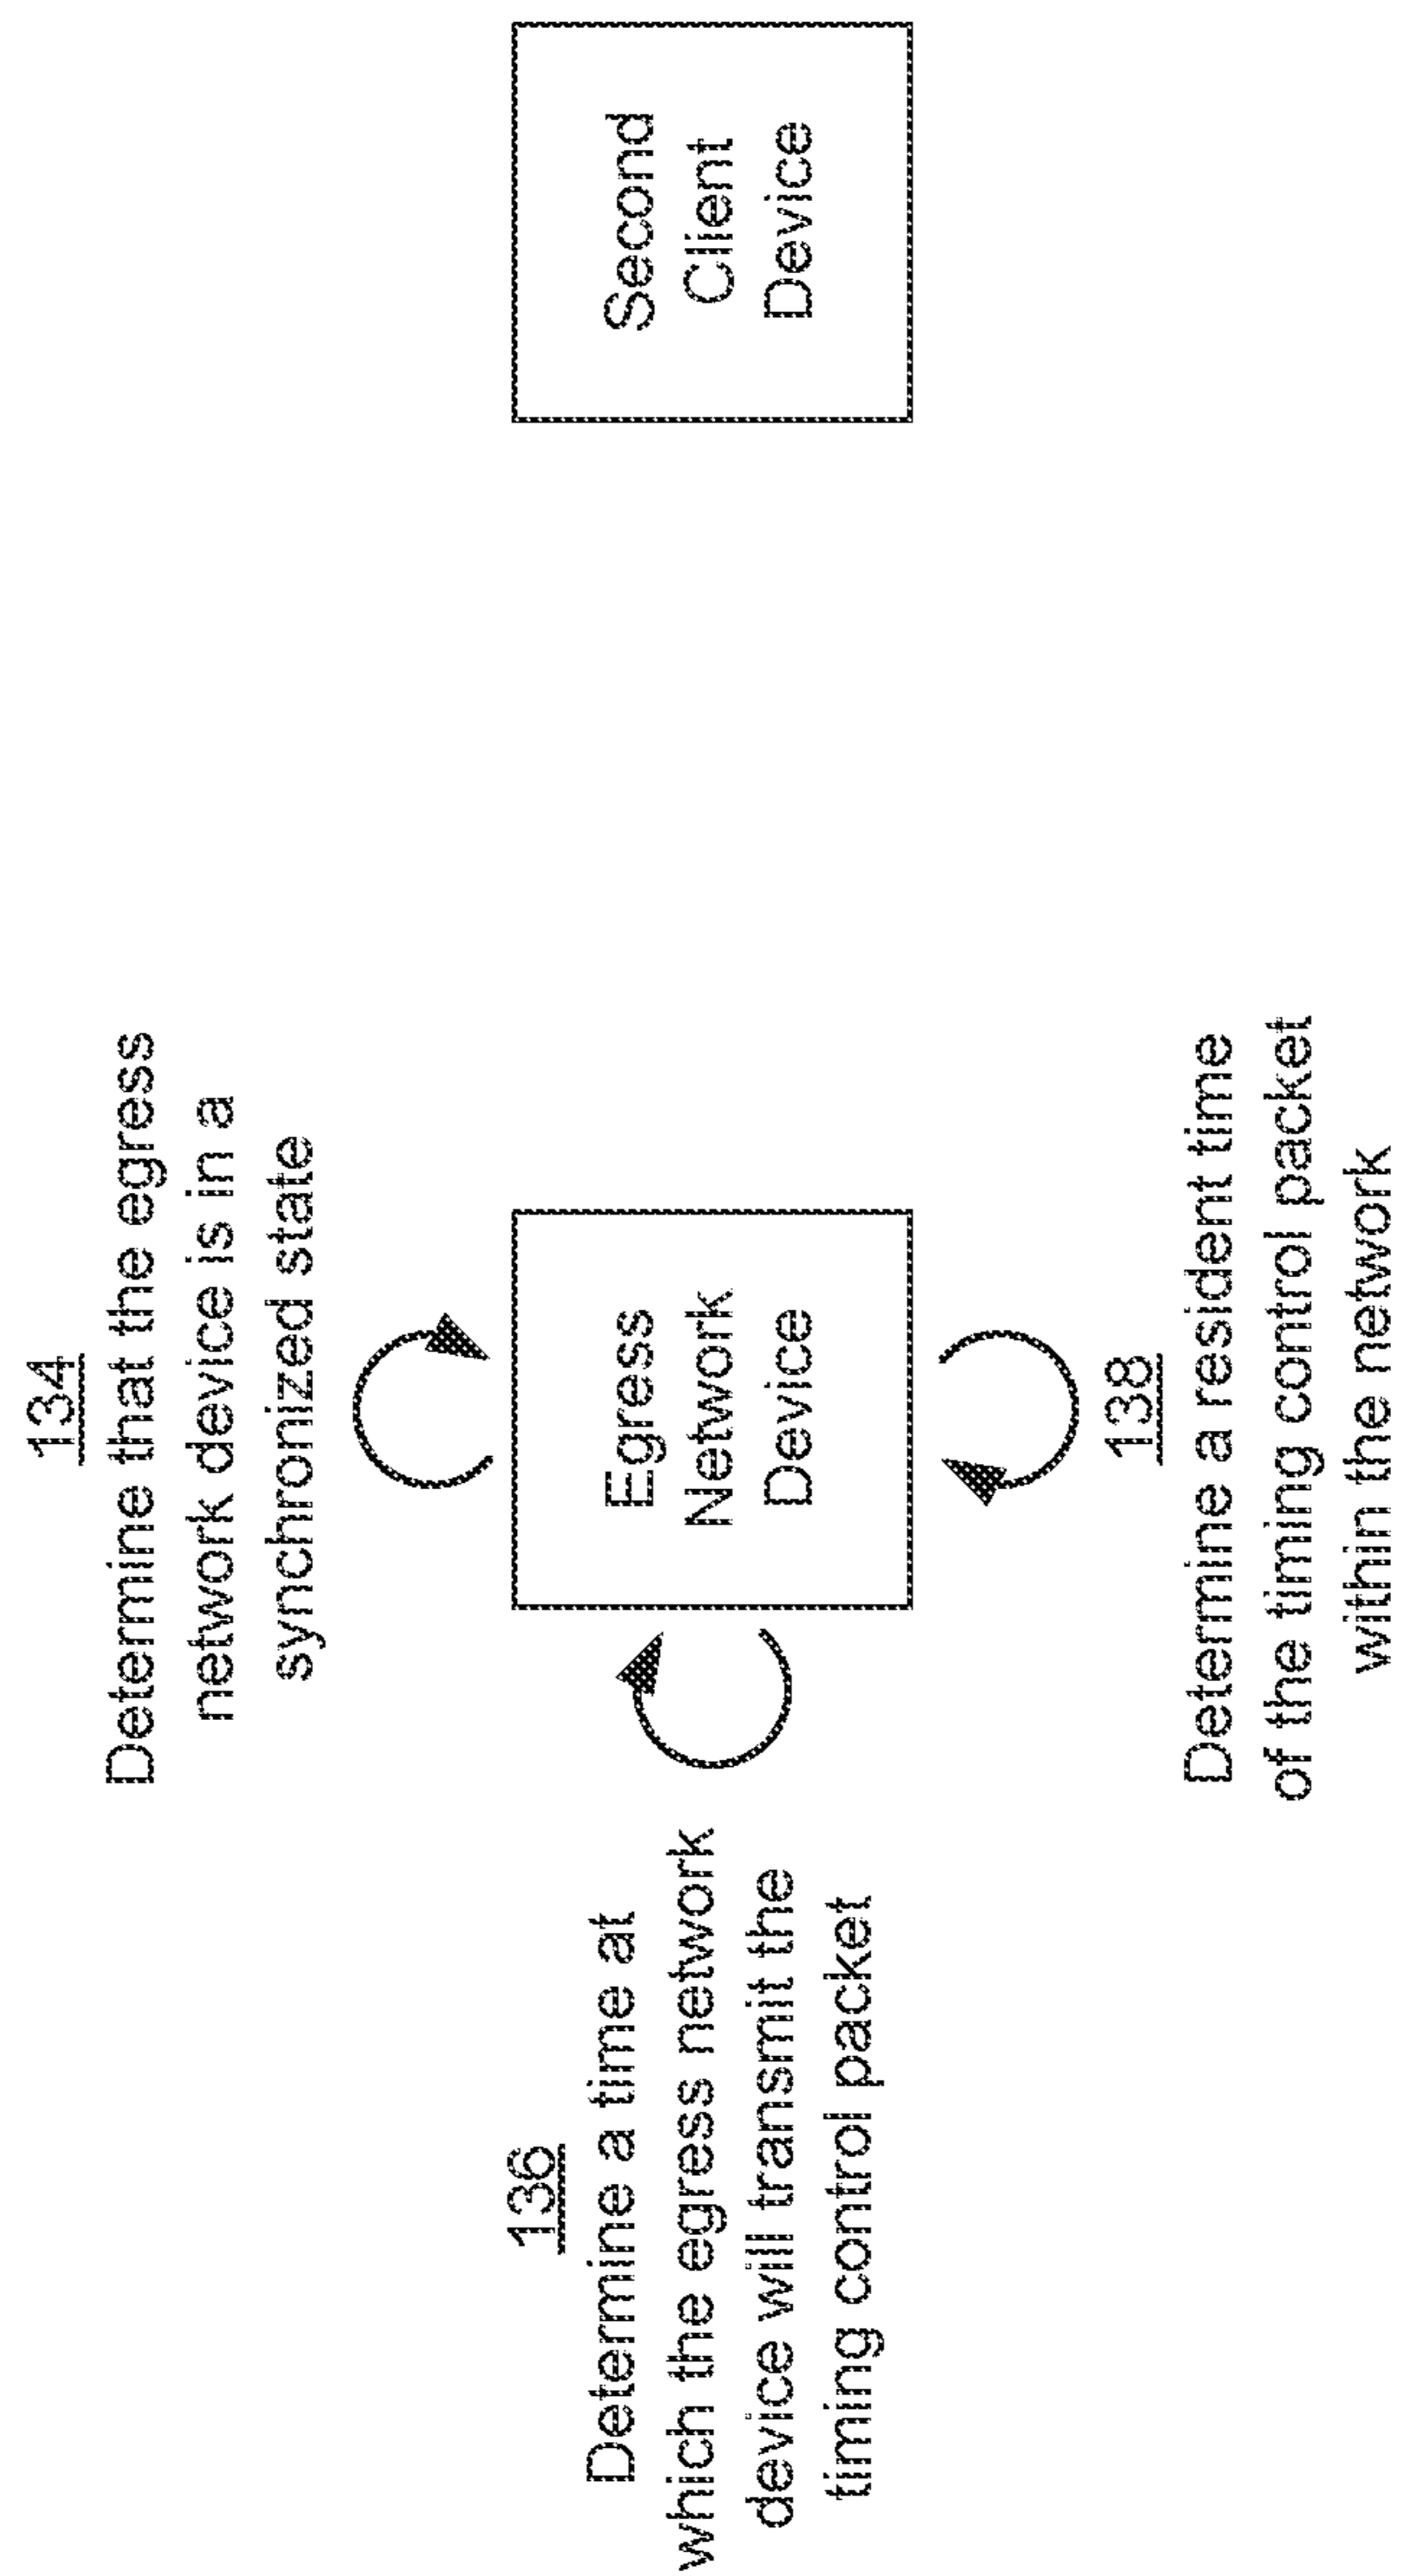 134
Determine that the egress
network device is in a
synchronized state
136
Determine a time at
which the egress network
device will transmit the
timing control packet
Egress
Network
Device
Second
Client
Device
138
Determine a resident time
of the timing control packet
within the network